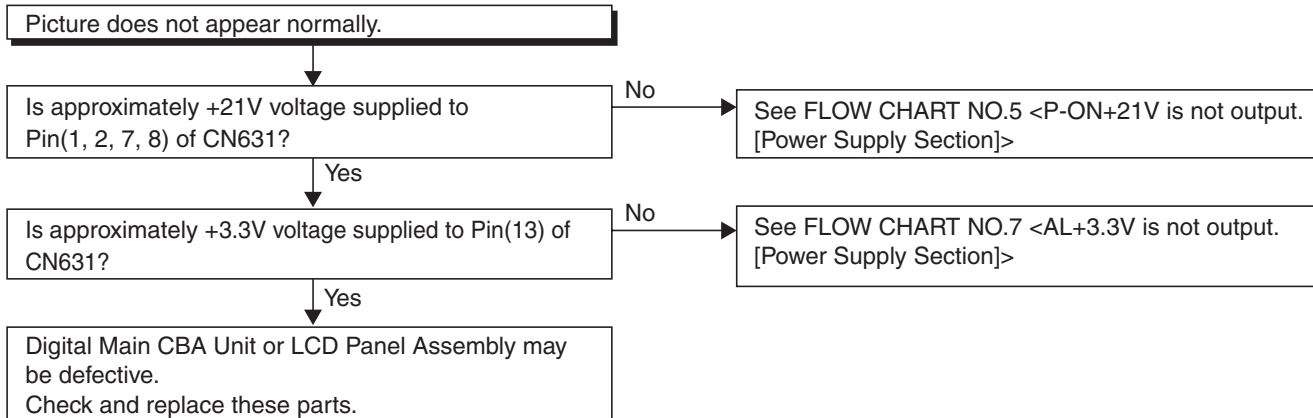 Picture does not appear normally.
Is approximately +21V voltage supplied to
Pin(1, 2, 7, 8) of CN631?
No
See FLOW CHART NO.5 <P-ON+21V is not output.
[Power Supply Section]>
Yes
Is approximately +3.3V voltage supplied to Pin(13) of
CN631?
No
See FLOW CHART NO.7 <AL+3.3V is not output.
[Power Supply Section]>
Yes
Digital Main CBA Unit or LCD Panel Assembly may
be defective.
Check and replace these parts.